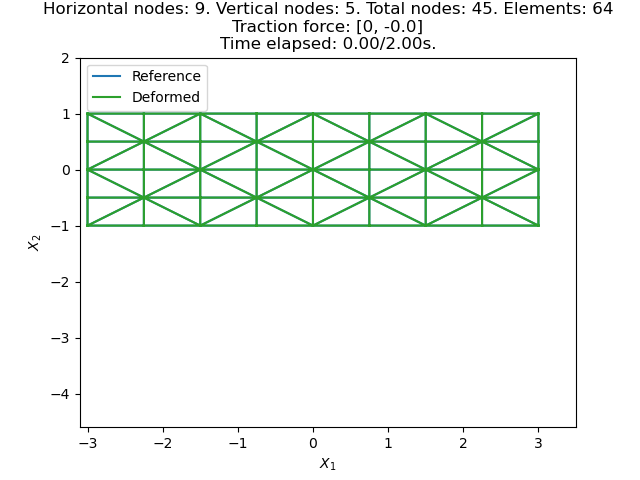 Horizontal nodes: 9. Vertical nodes: 5. Total nodes: 45. Elements: 64
Traction force: [0, -0.0]
Time elapsed: 0.00/2.00s.
Reference
Deformed
2
1
0
−1
−2
−3
−4
X2
−3
−2
−1
0
1
2
3
X1